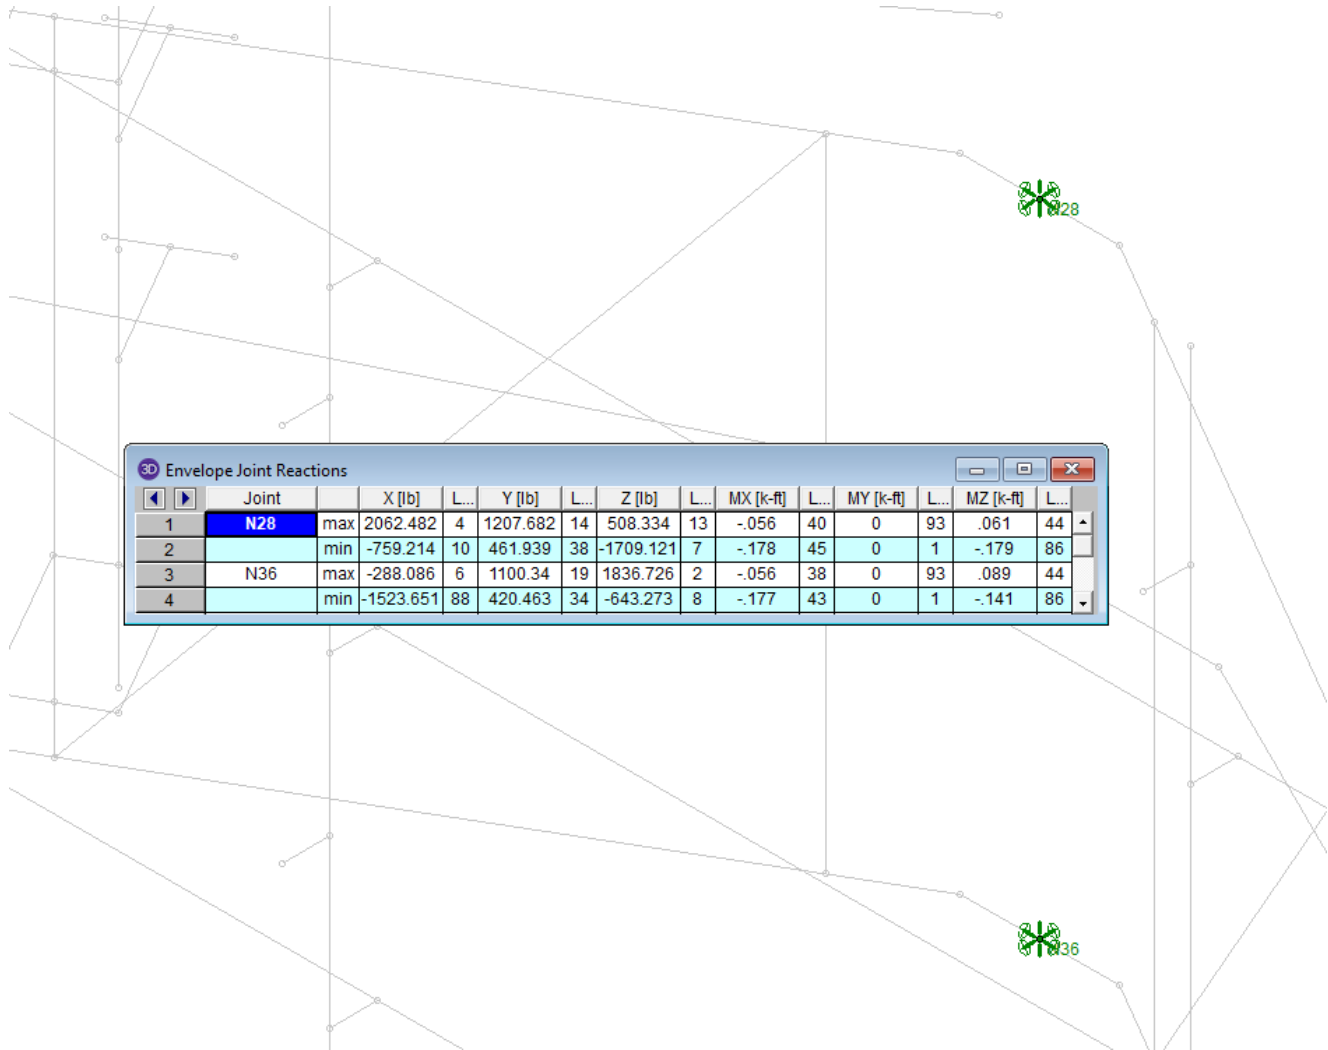 N28
3D Envelope Joint Reactions
Joint X [lb] L... Y [lb] L... Z [lb] L... MX [k-ft] L... MY [k-ft] L... MZ [k-ft] L...
1 N28 max 2062.482 4 1207.682 14 508.334 13 -.056 40 0 93 .061 44
2 min -759.214 10 461.939 38 -1709.121 7 -.178 45 0 1 -.179 86
3 N36 max -288.086 6 1100.34 19 1836.726 2 -.056 38 0 93 .089 44
4 min -1523.651 88 420.463 34 -643.273 8 -.177 43 0 1 -.141 86
N36